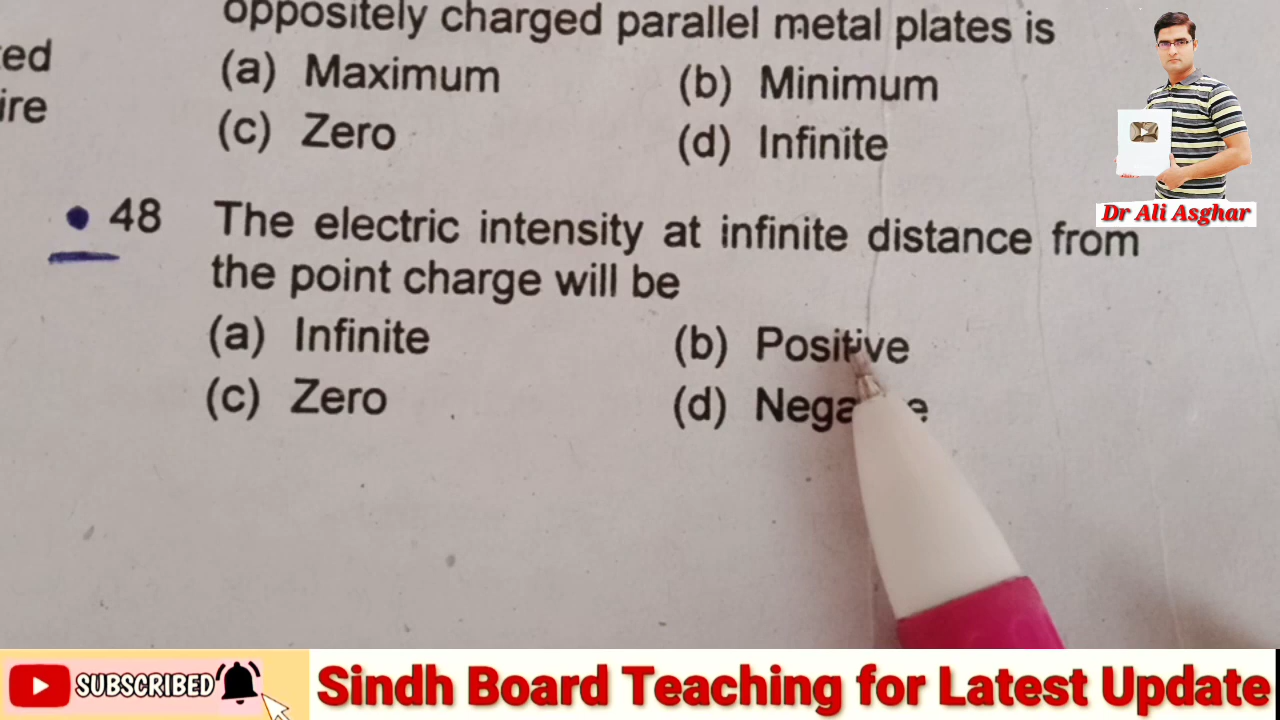 oppositely charged parallel metal plates is
(a) Maximum (b) Minimum
ire
(c) Zero (d) Infinite
48 The electric intensity at infinite distance from
the point charge will be
(a) Infinite (b) Positive
(c) Zero (d)
Dr Ali Asghar
SUBSCRIBED Sindh Board Teaching for Latest Update